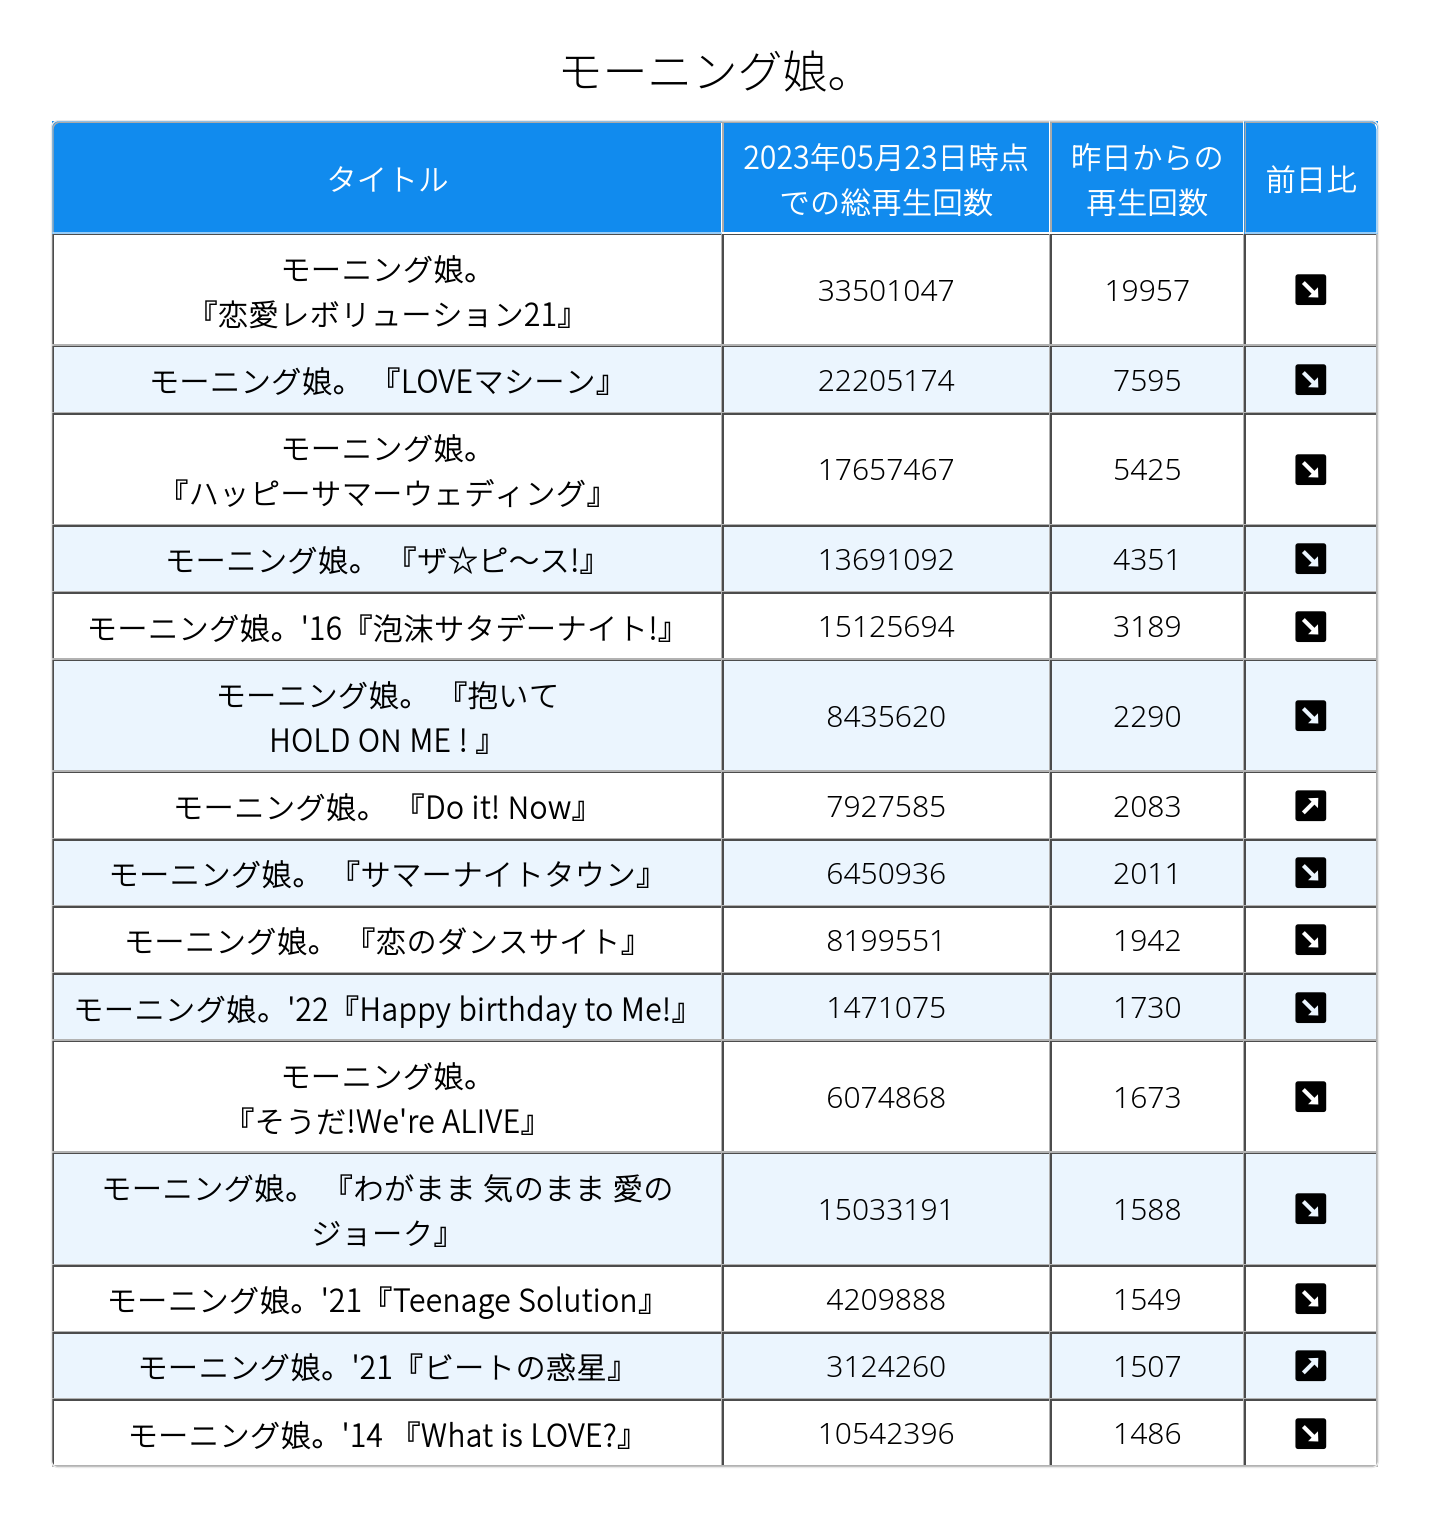 モーニング娘。
タイトル
2023年05月23日時点
での総再生回数
昨日からの
再生回数
前日比
モーニング娘。
『恋愛レボリューション21』
33501047
19957
モーニング娘。 『LOVEマシーン』
22205174
7595
モーニング娘。
『ハッピーサマーウェディング』
17657467
5425
モーニング娘。 『ザ☆ピ〜ス!』
13691092
4351
モーニング娘。'16『泡沫サタデーナイト!』
15125694
3189
モーニング娘。 『抱いて
HOLD ON ME ! 』
8435620
2290
モーニング娘。 『Do it! Now』
7927585
2083
モーニング娘。 『サマーナイトタウン』
6450936
2011
モーニング娘。 『恋のダンスサイト』
8199551
1942
モーニング娘。'22『Happy birthday to Me!』
1471075
1730
モーニング娘。
『そうだ!We're ALIVE』
6074868
1673
モーニング娘。 『わがまま 気のまま 愛の
ジョーク』
15033191
1588
モーニング娘。'21『Teenage Solution』
4209888
1549
モーニング娘。'21『ビートの惑星』
3124260
1507
モーニング娘。'14 『What is LOVE?』
10542396
1486